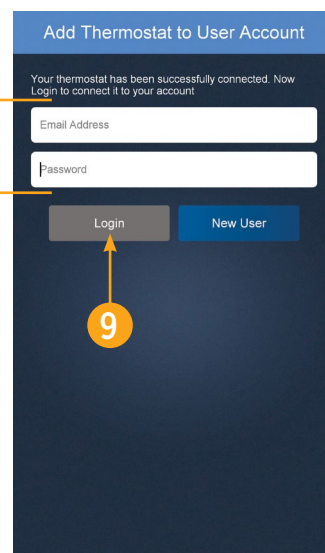 Add Thermostat to User Account
Your thermostat has been successfully connected. Now
Login to connect it to your account
Email Address
Password
Login
New User
9